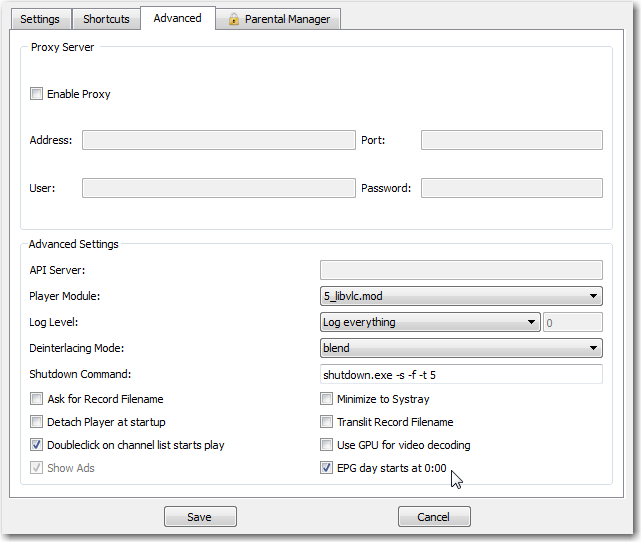 Settings Shortcuts Advanced Parental Manager
Proxy Server
Enable Proxy
Address: Port:
User: Password:
Advanced Settings
API Server:
Player Module: 5_libvlc.mod
Log Level: Log everything 0
Deinterlacing Mode: blend
Shutdown Command: shutdown.exe -s -f -t 5
Ask for Record Filename Minimize to Systray
Detach Player at startup Translit Record Filename
Doubleclick on channel list starts play Use GPU for video decoding
Show Ads EPG day starts at 0:00
Save Cancel